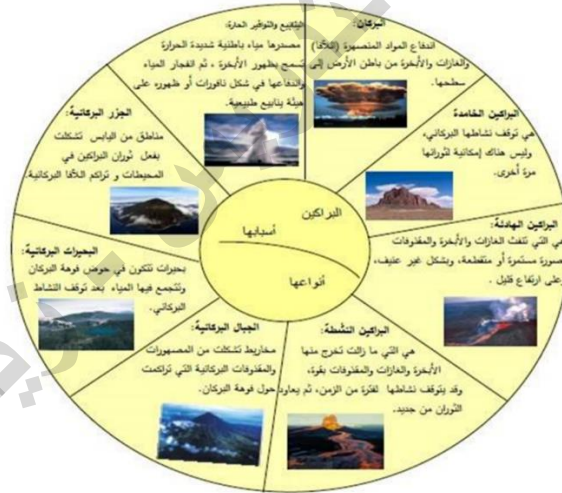 البركان:
اندفاع المواد المنصهرة (اللافا)
والغازات والأبخرة من باطن الأرض إلى
سطحها.
البراكين الخامدة
هي توقف نشاطها البركاني،
وليس هناك إمكانية لثورانها
مرة أخرى.
البراكين الهادئة:
هي التي تنفث الغازات والأبخرة والمقذوفات
بصورة مستمرة أو متقطعة، وبشكل غير عنيف،
وعلى ارتفاع قليل .
البراكين النشطة:
هي التي ما زالت تخرج منها
الأبخرة والغازات والمقذوفات بقوة،
وقد يتوقف نشاطها لفترة من الزمن، ثم يعاود
الثوران من جديد.
الجبال البركانية:
مخاريط تشكلت من المصهورات
والمقذوفات البركانية التي تراكمت
حول فوهة البركان.
البحيرات البركانية:
بحيرات تتكون في حوض فوهة البركان
وتتجمع فيها المياه بعد توقف النشاط
البركاني.
الجزر البركانية:
مناطق من اليابس تشكلت
بفعل ثوران البراكين في
المحيطات و تراكم اللافا البركانية.
الينابيع والنوافير الحارة:
مصدرها مياه باطنية شديدة الحرارة
تسمح بظهور الأبخرة ، ثم انفجار المياه
واندفاعها في شكل نافورات أو ظهوره على
هيئة ينابيع طبيعية.
البراكين
أسبابها
أنواعها